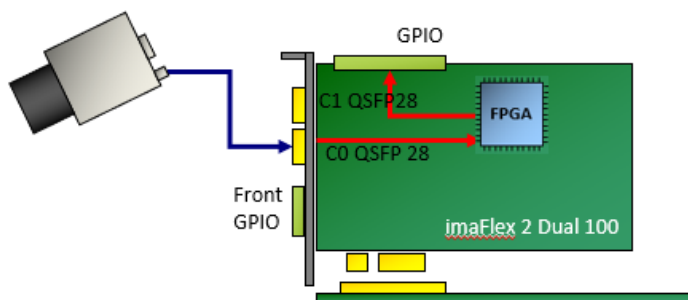 GPIO
C1 QSFP28
FPGA
C0 QSFP 28
Front
GPIO
imaFlex 2 Dual 100